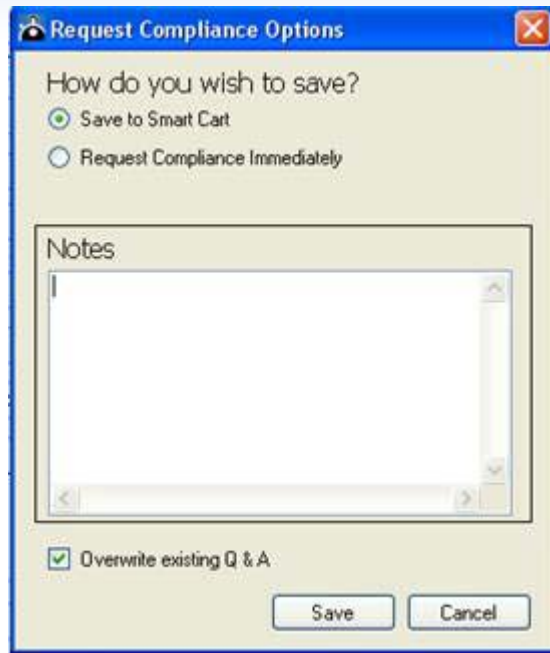 Request Compliance Options
How do you wish to save?
Save to Smart Cart
Request Compliance Immediately
Notes
Overwrite existing Q & A
Save Cancel